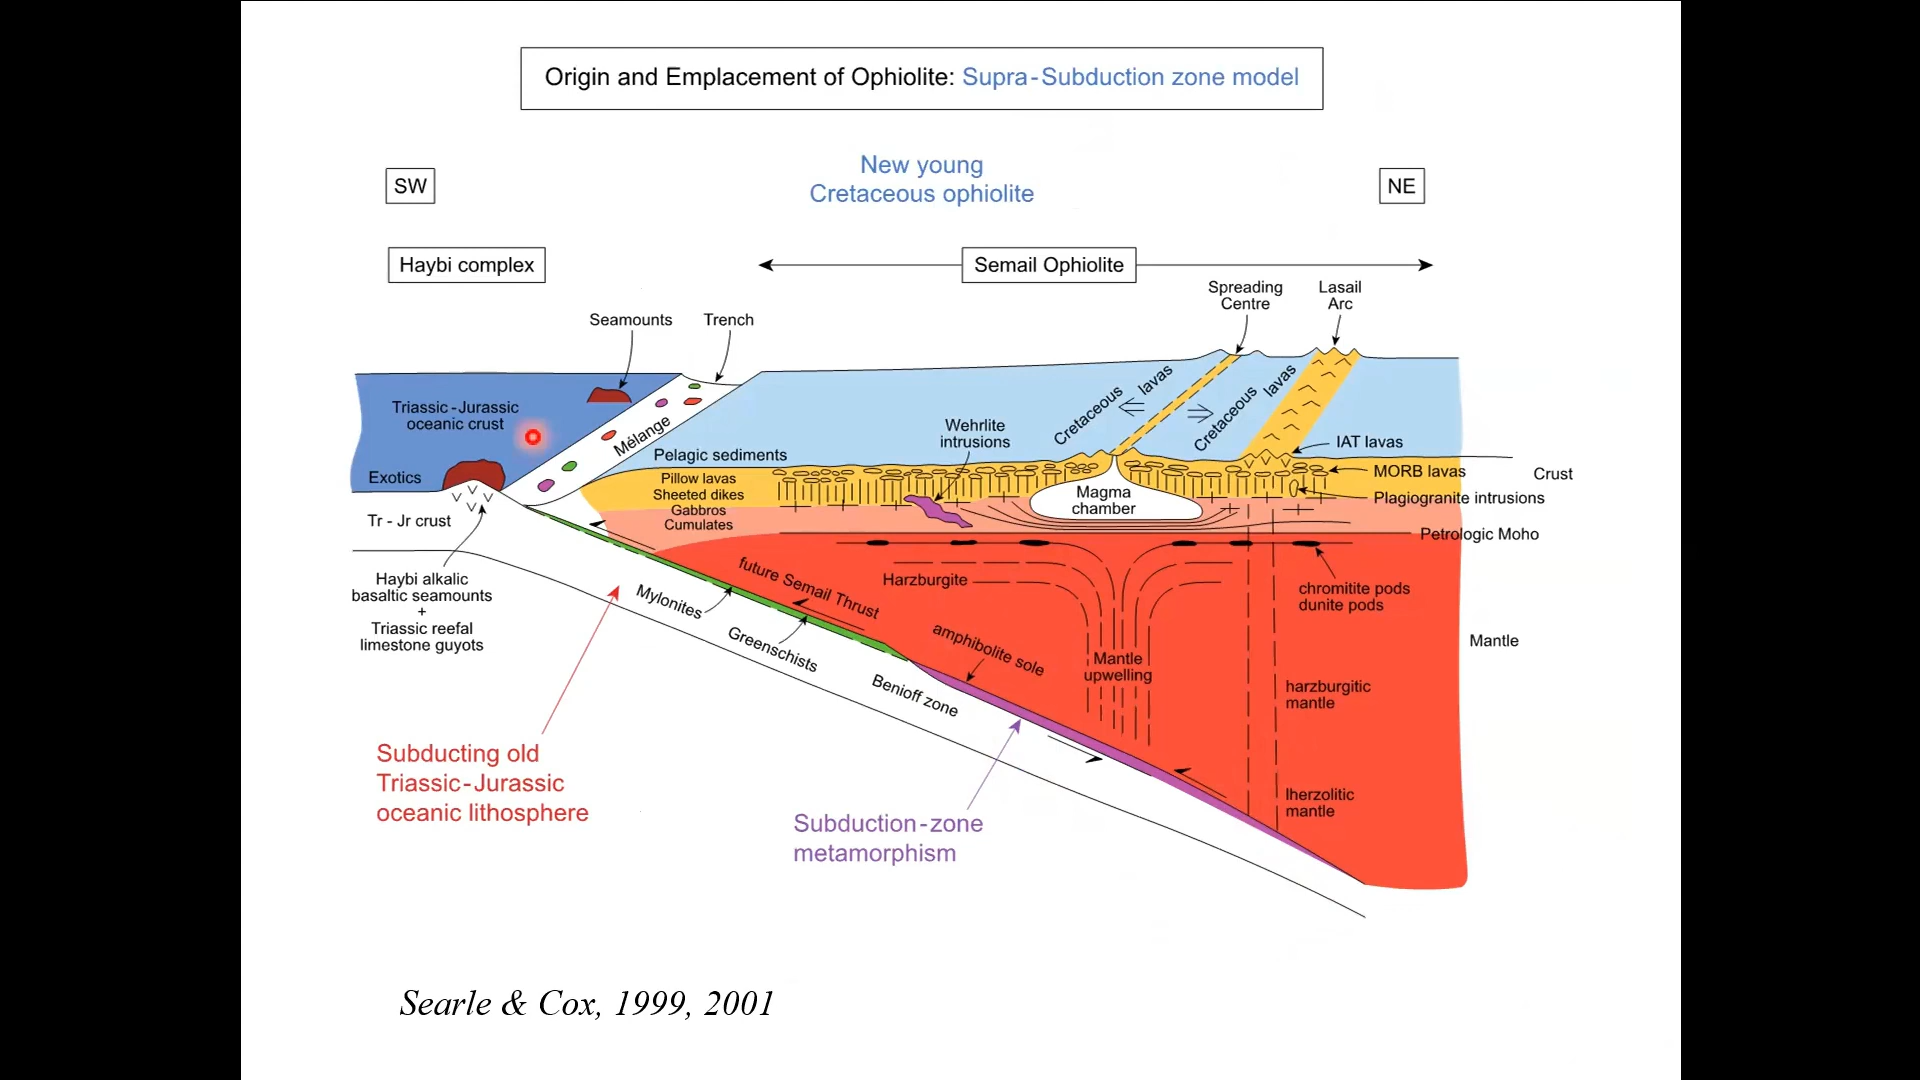 Origin and Emplacement of Ophiolite: Supra-Subduction zone model
New young
Cretaceous ophiolite
SW
NE
Haybi complex
Semail Ophiolite
Spreading
Centre
Lasail
Arc
Seamounts
Trench
Triassic-Jurassic
oceanic crust
Mélange
Cretaceous lavas
Cretaceous lavas
Wehrlite
intrusions
Pelagic sediments
IAT lavas
Exotics
Pillow lavas
Sheeted dikes
Gabbros
Cumulates
Magma
chamber
MORB lavas
Crust
Plagiogranite intrusions
Tr - Jr crust
Petrologic Moho
Haybi alkalic
basaltic seamounts
+
Triassic reefal
limestone guyots
Mylonites
future Semail Thrust
Harzburgite
chromitite pods
dunite pods
Greenschists
amphibolite sole
Mantle
upwelling
Mantle
Benioff zone
harzburgitic
mantle
lherzolitic
mantle
Subducting old
Triassic-Jurassic
oceanic lithosphere
Subduction-zone
metamorphism
Searle & Cox, 1999, 2001